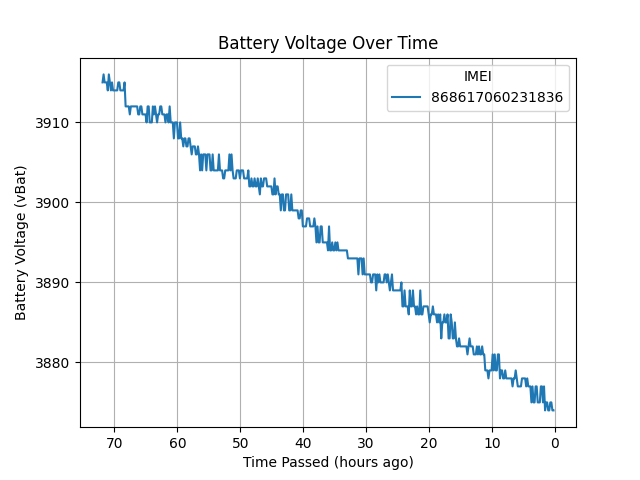 Battery Voltage Over Time
IMEI
868617060231836
3910
3900
3890
3880
Battery Voltage (vBat)
70 60 50 40 30 20 10 0
Time Passed (hours ago)